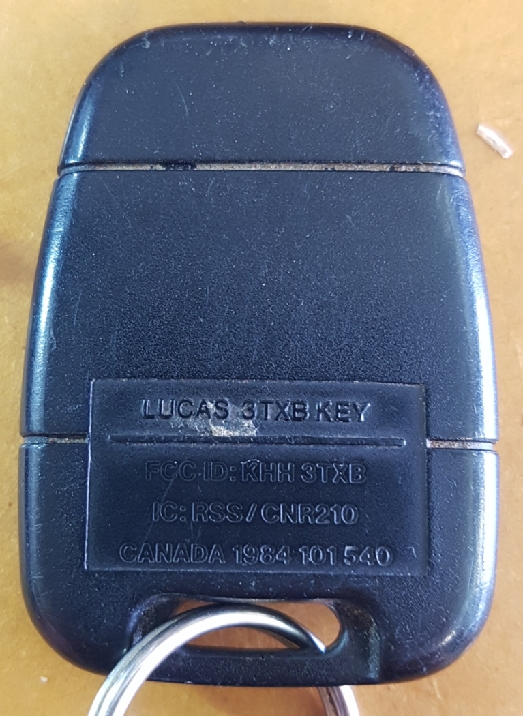 LUCAS 3TXB KEY
FCC ID: KHH 3TXB
IC: RSS/CNR210
CANADA 1984 101 540